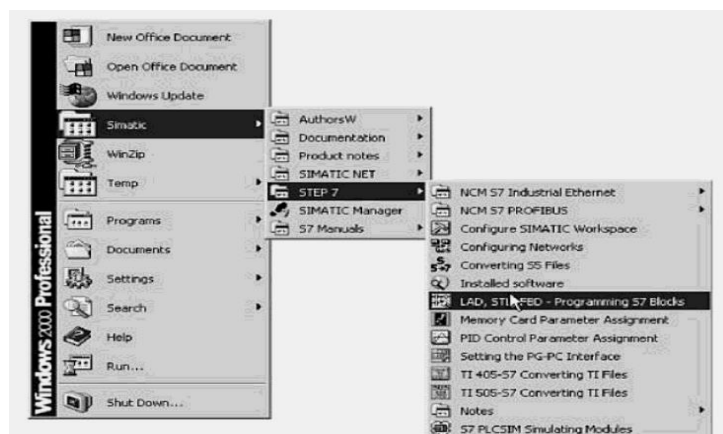 New Office Document
Open Office Document
Windows Update
Simatic
WinZip
Temp
Programs
Documents
Settings
Search
Help
Run...
Shut Down...
Windows 2000 Professional
AuthorsW
Documentation
Product notes
SIMATIC NET
STEP 7
SIMATIC Manager
S7 Manuals
NCM S7 Industrial Ethernet
NCM S7 PROFIBUS
Configure SIMATIC Workspace
Configuring Networks
Converting S5 Files
Installed software
LAD, STL, FBD - Programming S7 Blocks
Memory Card Parameter Assignment
PID Control Parameter Assignment
Setting the PG-PC Interface
TI 405-S7 Converting TI Files
TI 505-S7 Converting TI Files
Notes
S7 PLCSIM Simulating Modules